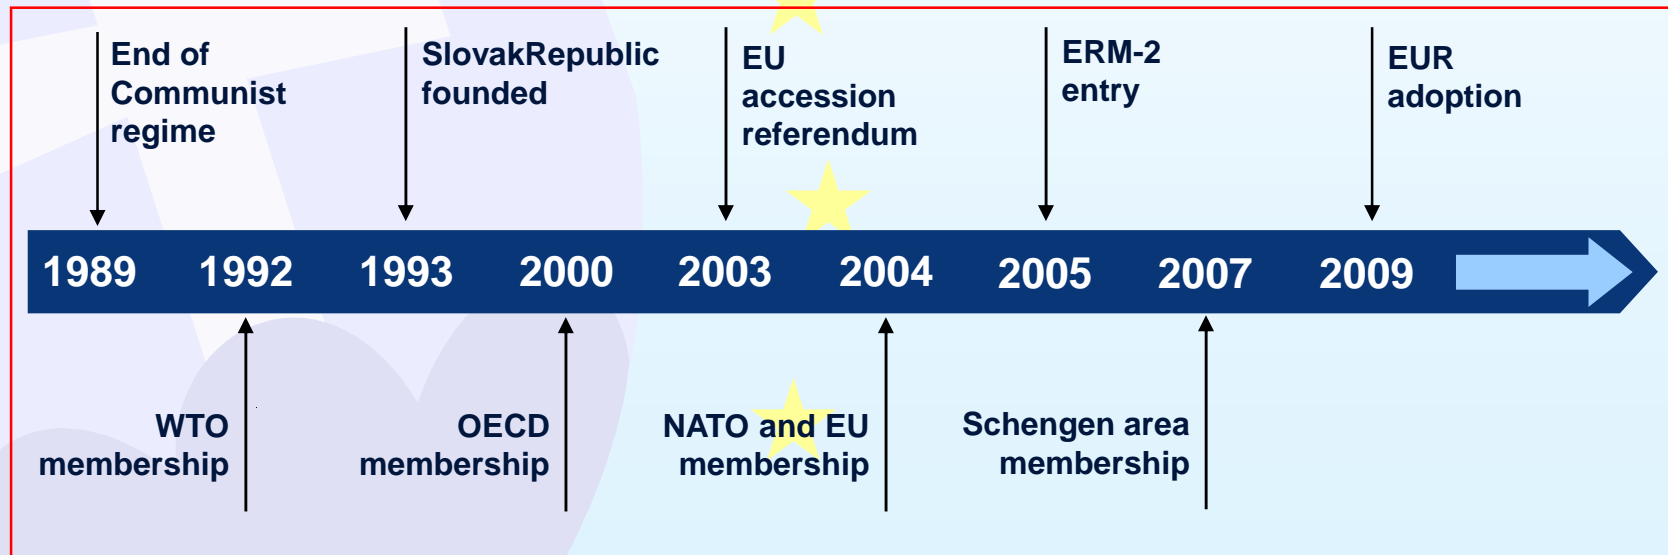 End of
Communist
regime
SlovakRepublic
founded
EU
accession
referendum
ERM-2
entry
EUR
adoption
1989 1992 1993 2000 2003 2004 2005 2007 2009
WTO
membership
OECD
membership
NATO and EU
membership
Schengen area
membership